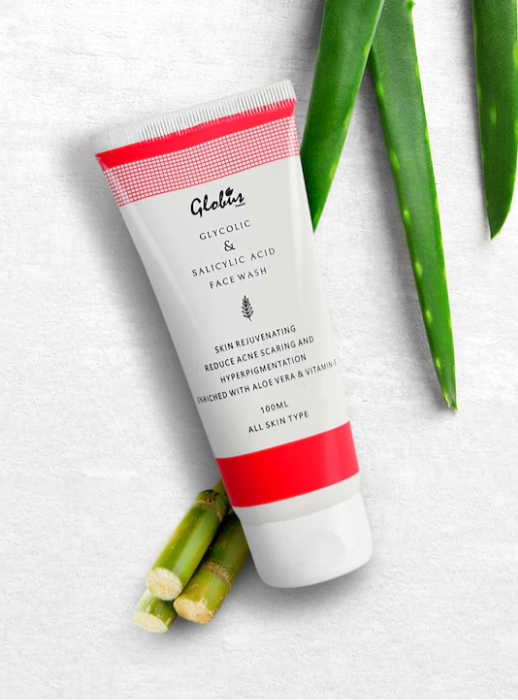 Globus
GLYCOLIC
&
SALICYLIC ACID
FACE WASH
SKIN REJUVENATING
REDUCE ACNE SCARING AND
HYPERPIGMENTATION
ENRICHED WITH ALOE VERA & VITAMIN-E
100ML
ALL SKIN TYPE